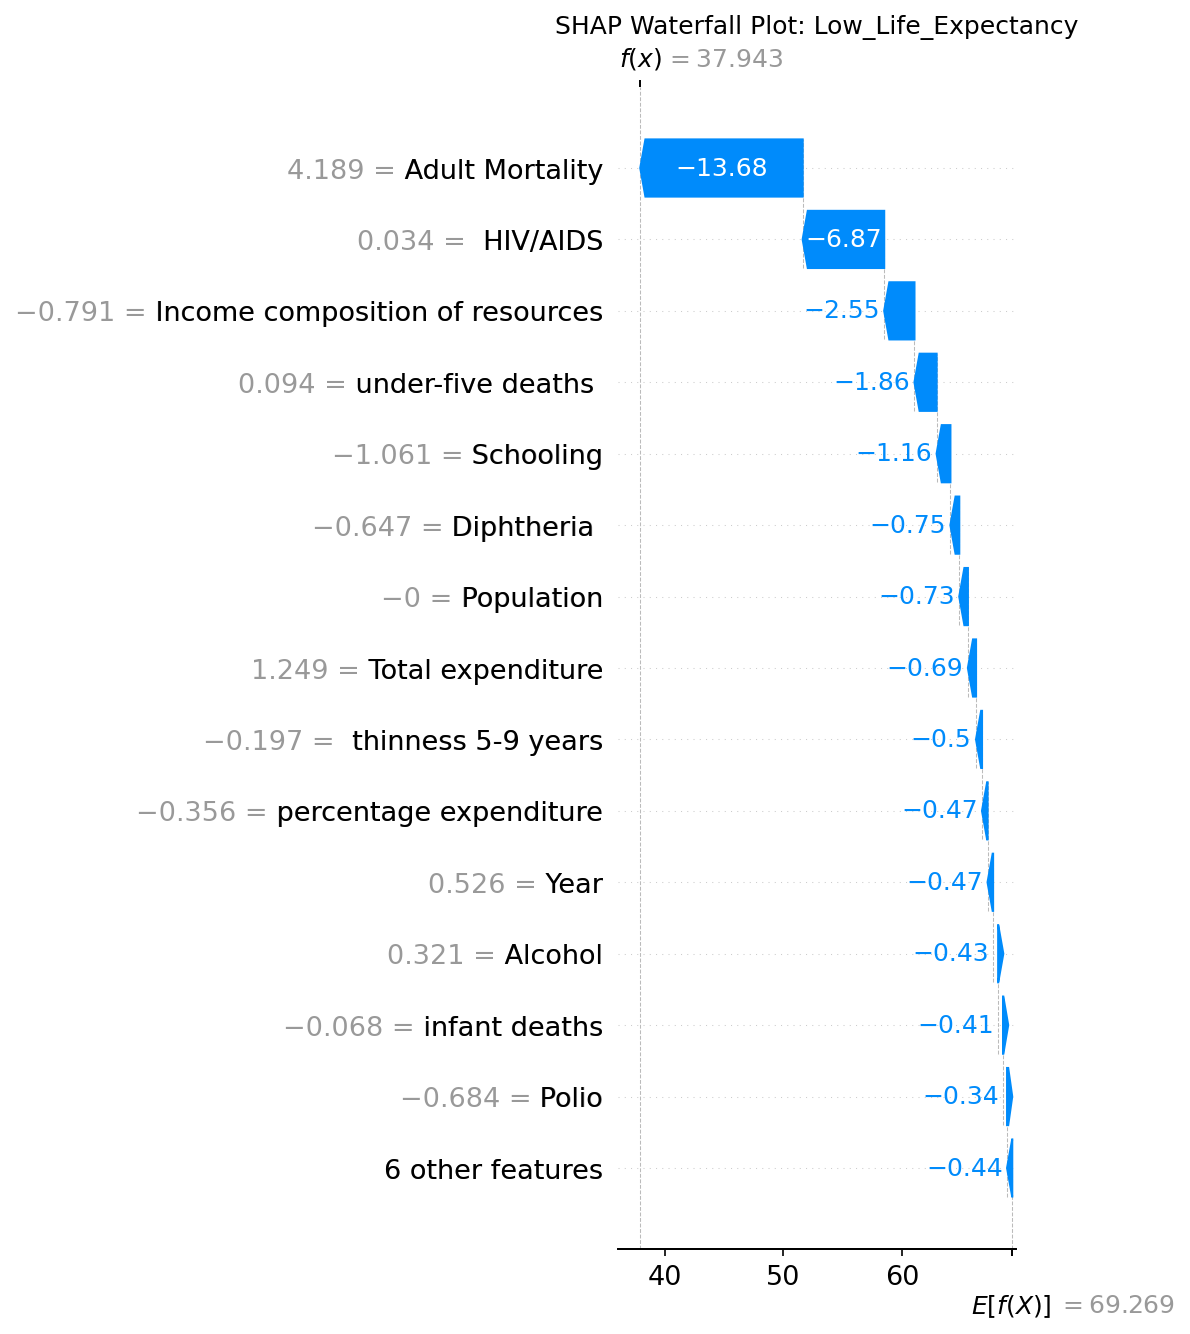 SHAP Waterfall Plot: Low_Life_Expectancy
f(x) = 37.943
4.189 = Adult Mortality −13.68
0.034 = HIV/AIDS −6.87
−0.791 = Income composition of resources −2.55
0.094 = under-five deaths −1.86
−1.061 = Schooling −1.16
−0.647 = Diphtheria −0.75
−0 = Population −0.73
1.249 = Total expenditure −0.69
−0.197 = thinness 5-9 years −0.5
−0.356 = percentage expenditure −0.47
0.526 = Year −0.47
0.321 = Alcohol −0.43
−0.068 = infant deaths −0.41
−0.684 = Polio −0.34
6 other features −0.44
40 50 60
E[f(X)] = 69.269